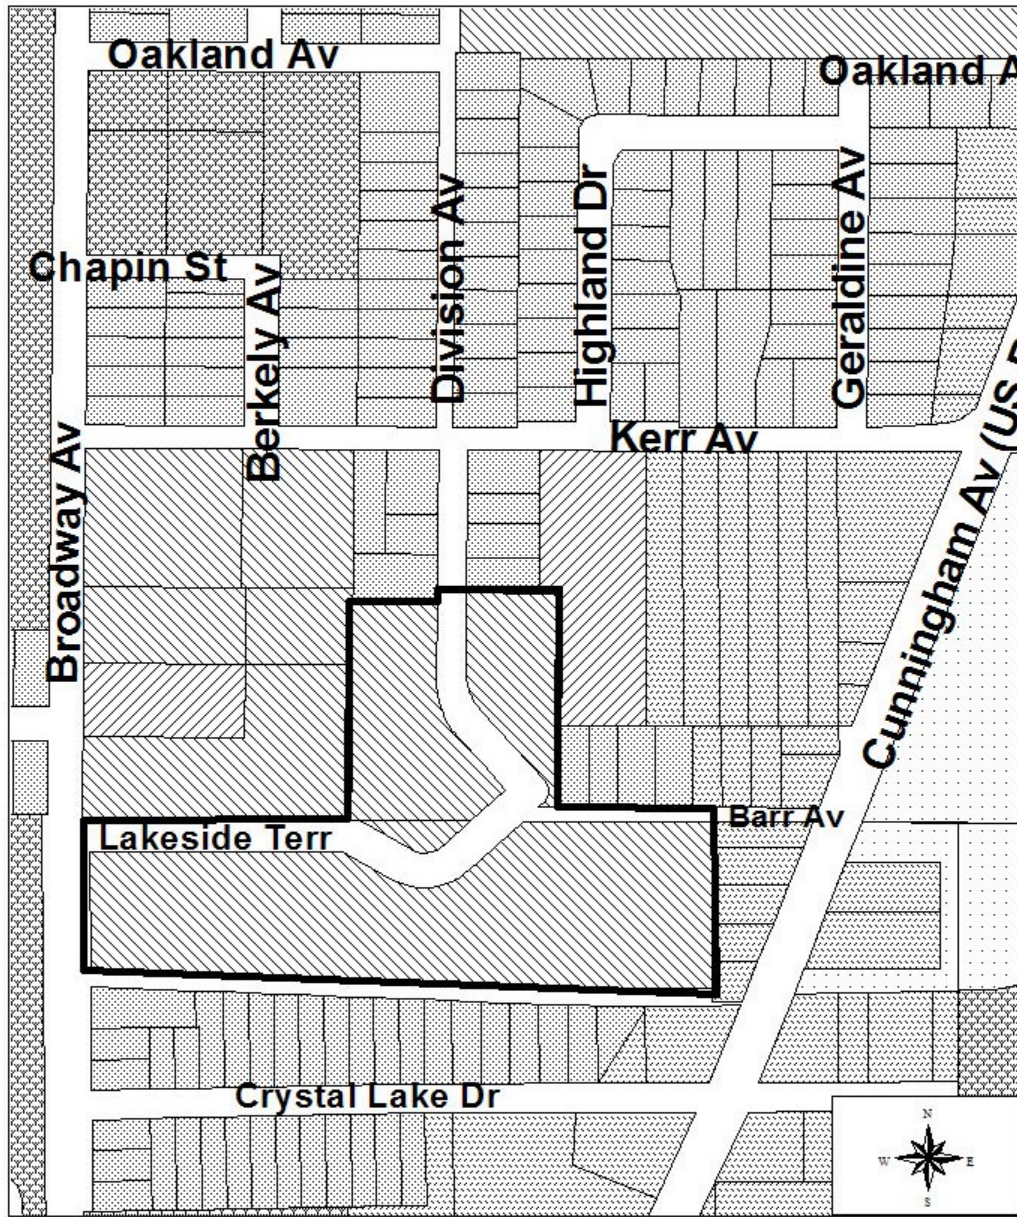 Oakland Av
Oakland A
Chapin St
Berkely Av
Division Av
Highland Dr
Geraldine Av
Kerr Av
Broadway Av
Cunningham Av (US
Lakeside Terr
Barr Av
Crystal Lake Dr
N
W E
S